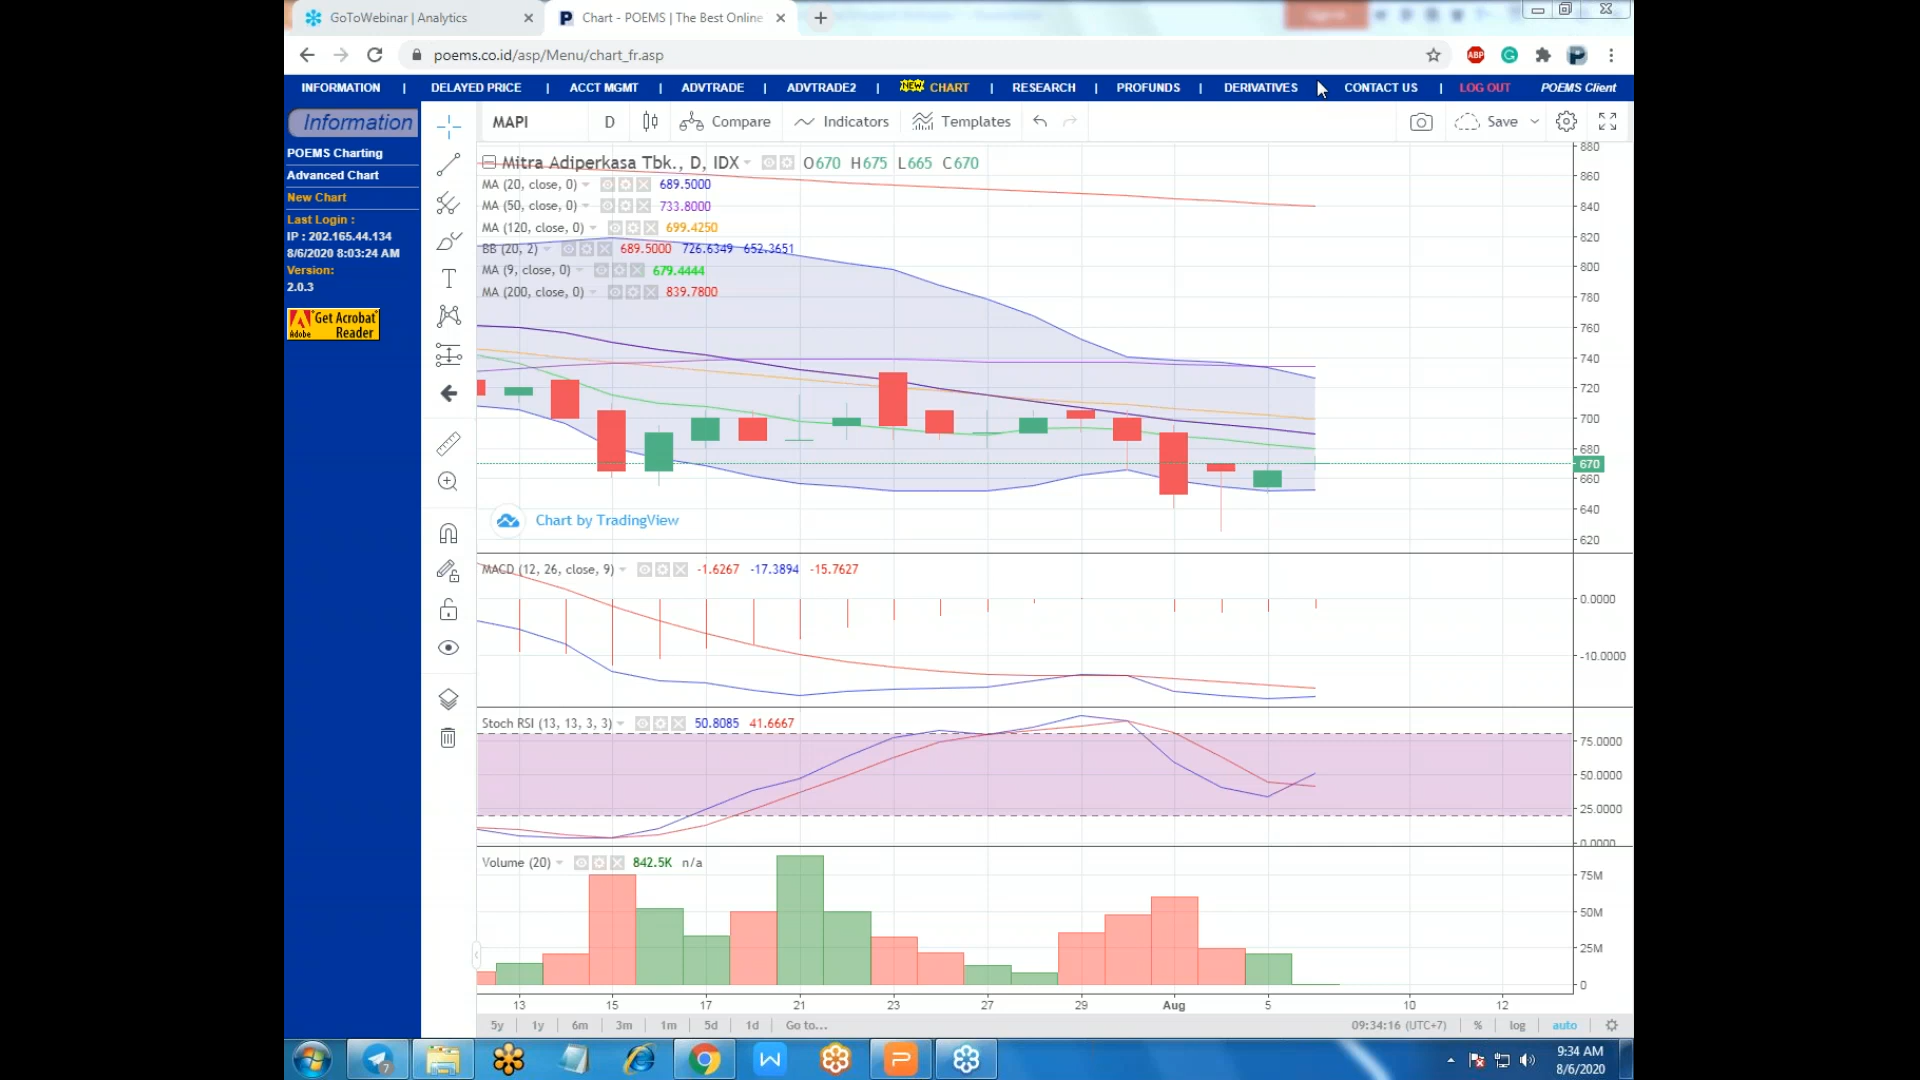 GoToWebinar | Analytics
Chart - POEMS | The Best Online
poems.co.id/asp/Menu/chart_fr.asp
ABP
INFORMATION | DELAYED PRICE | ACCT MGMT | ADVTRADE | ADVTRADE2 | NEW CHART | RESEARCH | PROFUNDS | DERIVATIVES | CONTACT US | LOG OUT POEMS Client
Information
POEMS Charting
Advanced Chart
New Chart
Last Login :
IP : 202.165.44.134
8/6/2020 8:03:24 AM
Version:
2.0.3
Get Acrobat
Adobe Reader
MAPI D Compare Indicators Templates Save
Mitra Adiperkasa Tbk., D, IDX O670 H675 L665 C670
MA (20, close, 0) 689.5000
MA (50, close, 0) 733.8000
MA (120, close, 0) 699.4250
BB (20, 2) 689.5000 726.6349 652.3651
MA (9, close, 0) 679.4444
MA (200, close, 0) 839.7800
880
860
840
820
800
780
760
740
720
700
680
670
660
640
620
Chart by TradingView
MACD (12, 26, close, 9) -1.6267 -17.3894 -15.7627
0.0000
-10.0000
Stoch RSI (13, 13, 3, 3) 50.8085 41.6667
75.0000
50.0000
25.0000
0.0000
Volume (20) 842.5K n/a
75M
50M
25M
0
13 15 17 21 23 27 29 Aug 5 10 12
5y 1y 6m 3m 1m 5d 1d Go to... 09:34:16 (UTC+7) % log auto
7
9:34 AM
8/6/2020